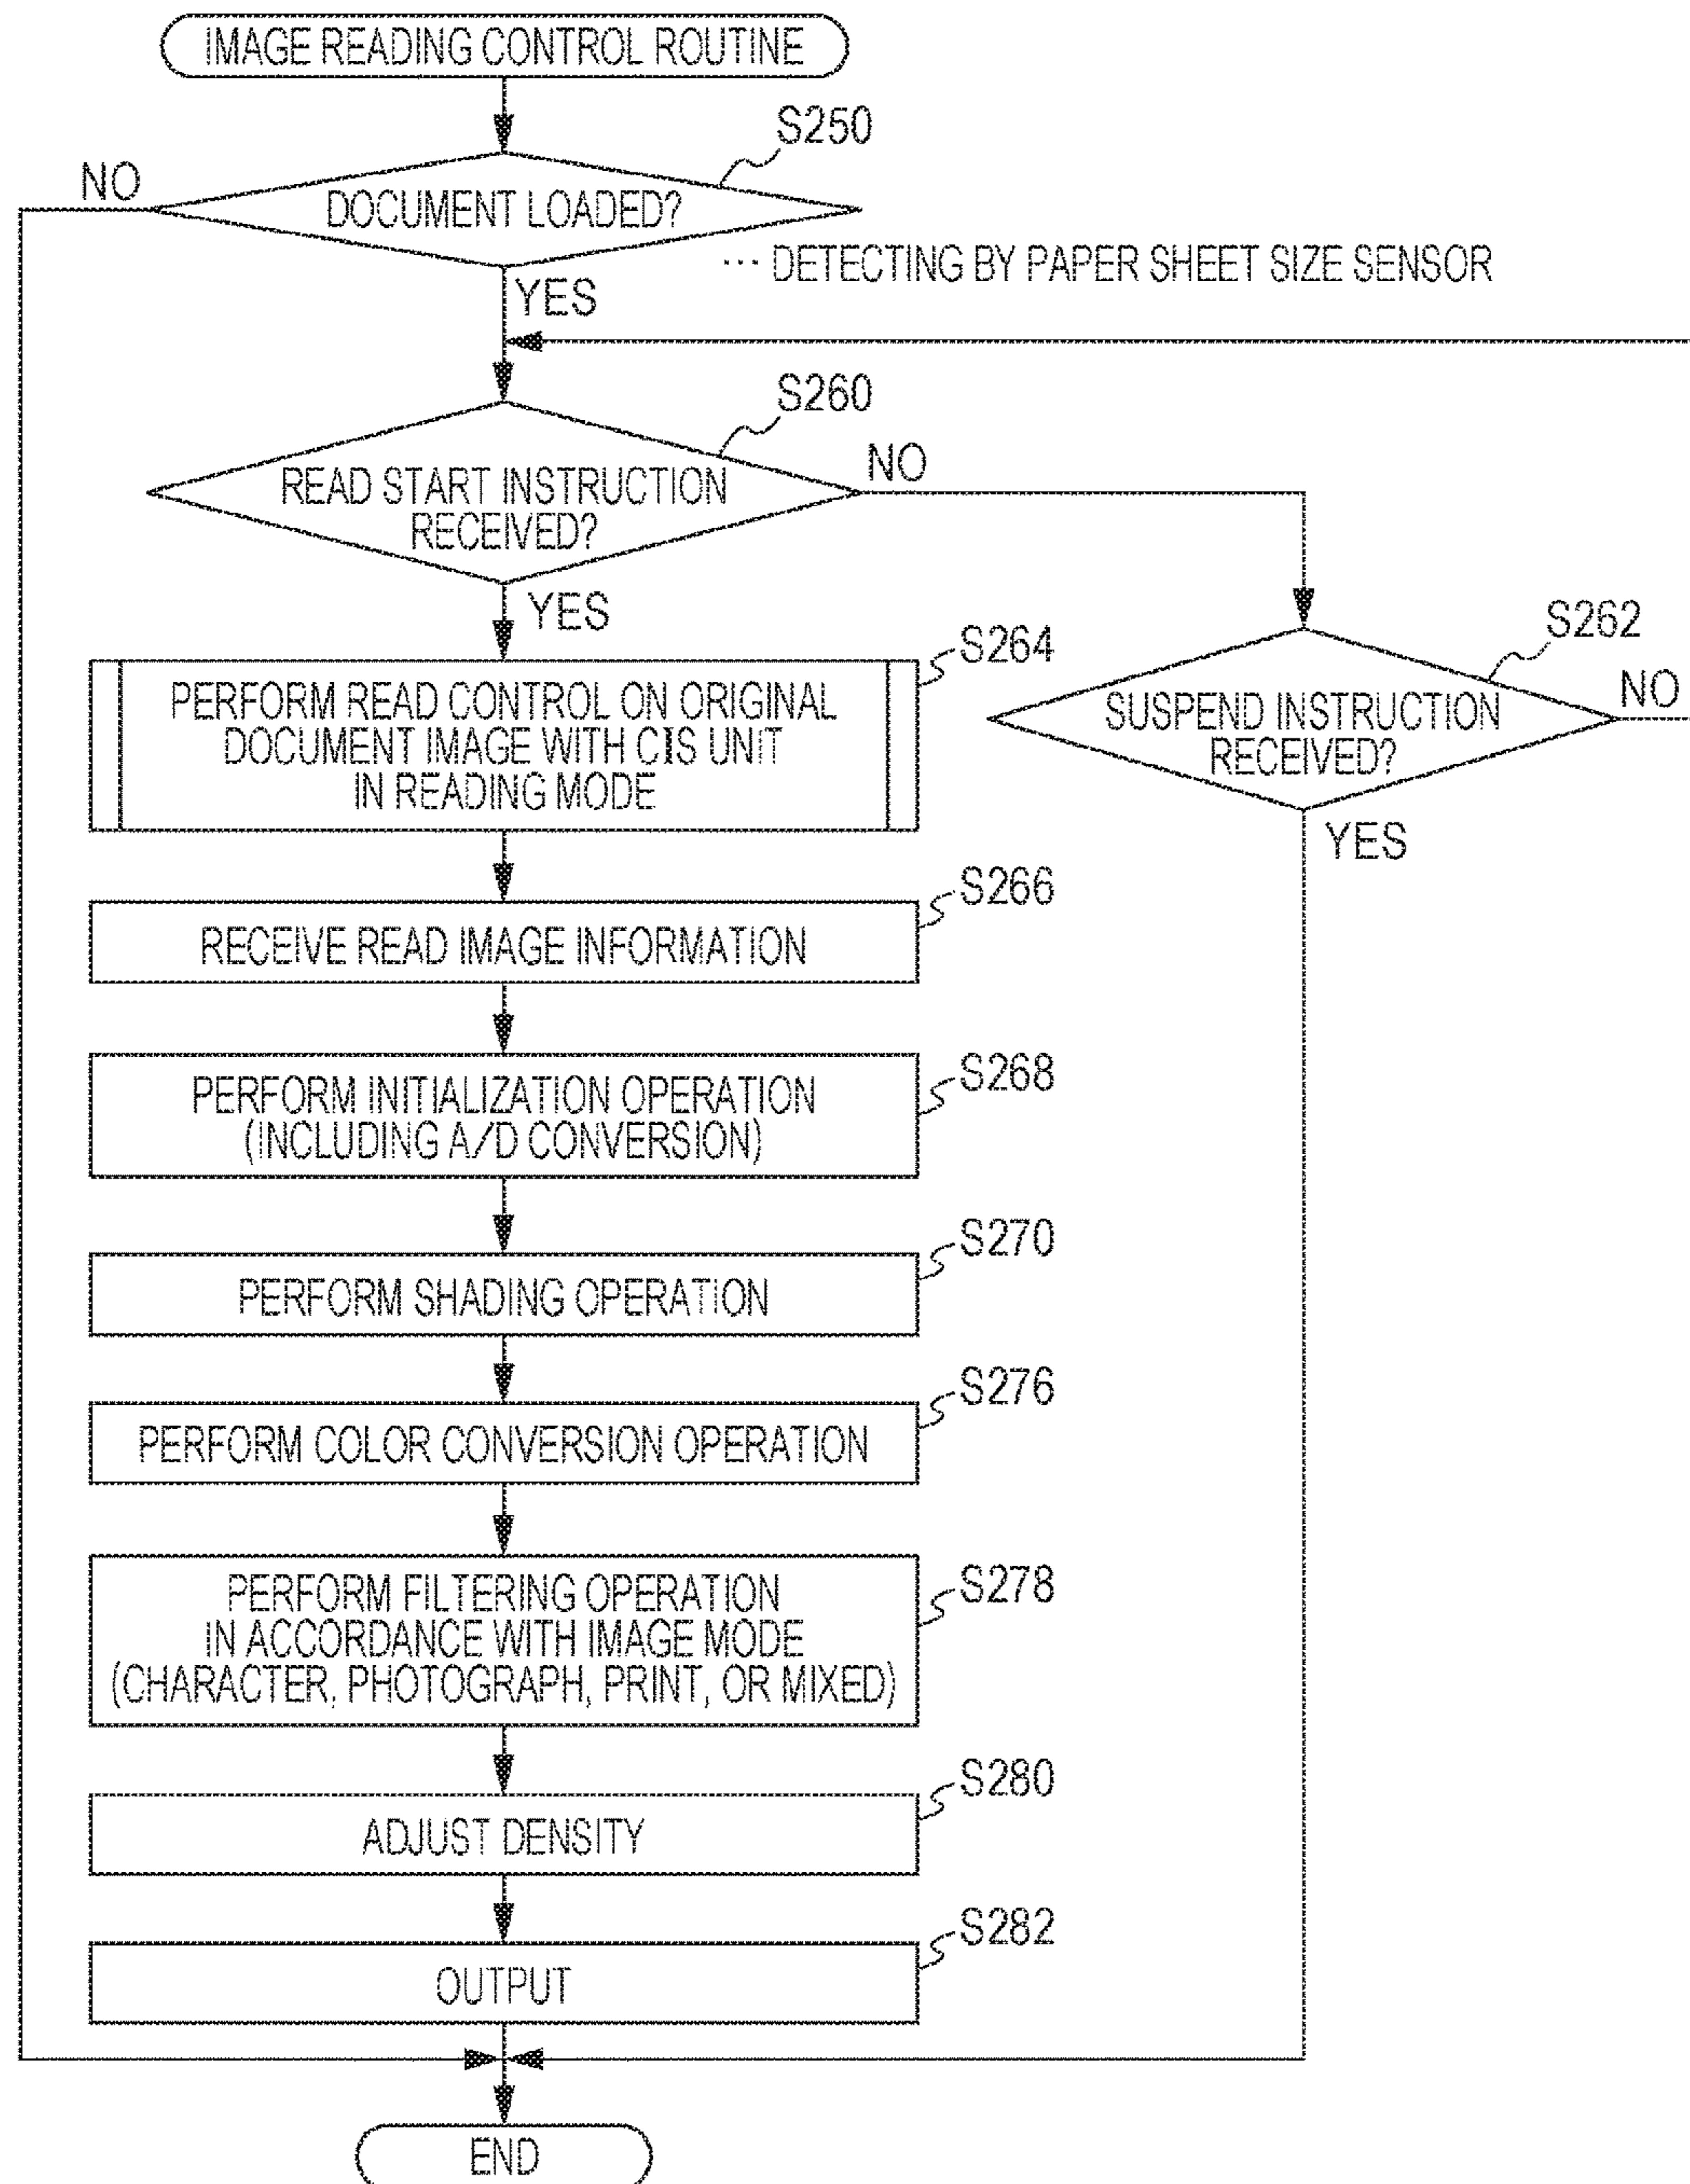 IMAGE READING CONTROL ROUTINE
S250
NO
DOCUMENT LOADED?
··· DETECTING BY PAPER SHEET SIZE SENSOR
YES
S260
NO
READ START INSTRUCTION
RECEIVED?
YES
S262
NO
SUSPEND INSTRUCTION
RECEIVED?
YES
S264
PERFORM READ CONTROL ON ORIGINAL
DOCUMENT IMAGE WITH CIS UNIT
IN READING MODE
S266
RECEIVE READ IMAGE INFORMATION
S268
PERFORM INITIALIZATION OPERATION
(INCLUDING A/D CONVERSION)
S270
PERFORM SHADING OPERATION
S276
PERFORM COLOR CONVERSION OPERATION
S278
PERFORM FILTERING OPERATION
IN ACCORDANCE WITH IMAGE MODE
(CHARACTER, PHOTOGRAPH, PRINT, OR MIXED)
S280
ADJUST DENSITY
S282
OUTPUT
END